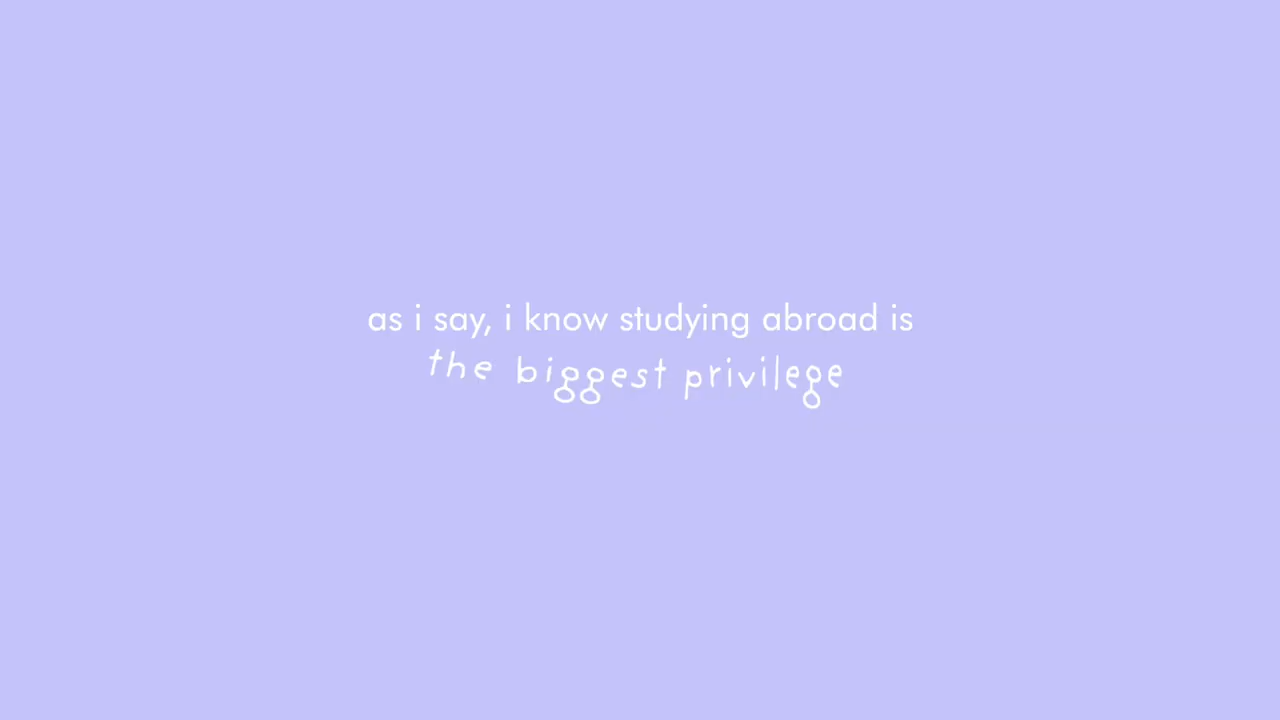 as i say, i know studying abroad is
the biggest privilege